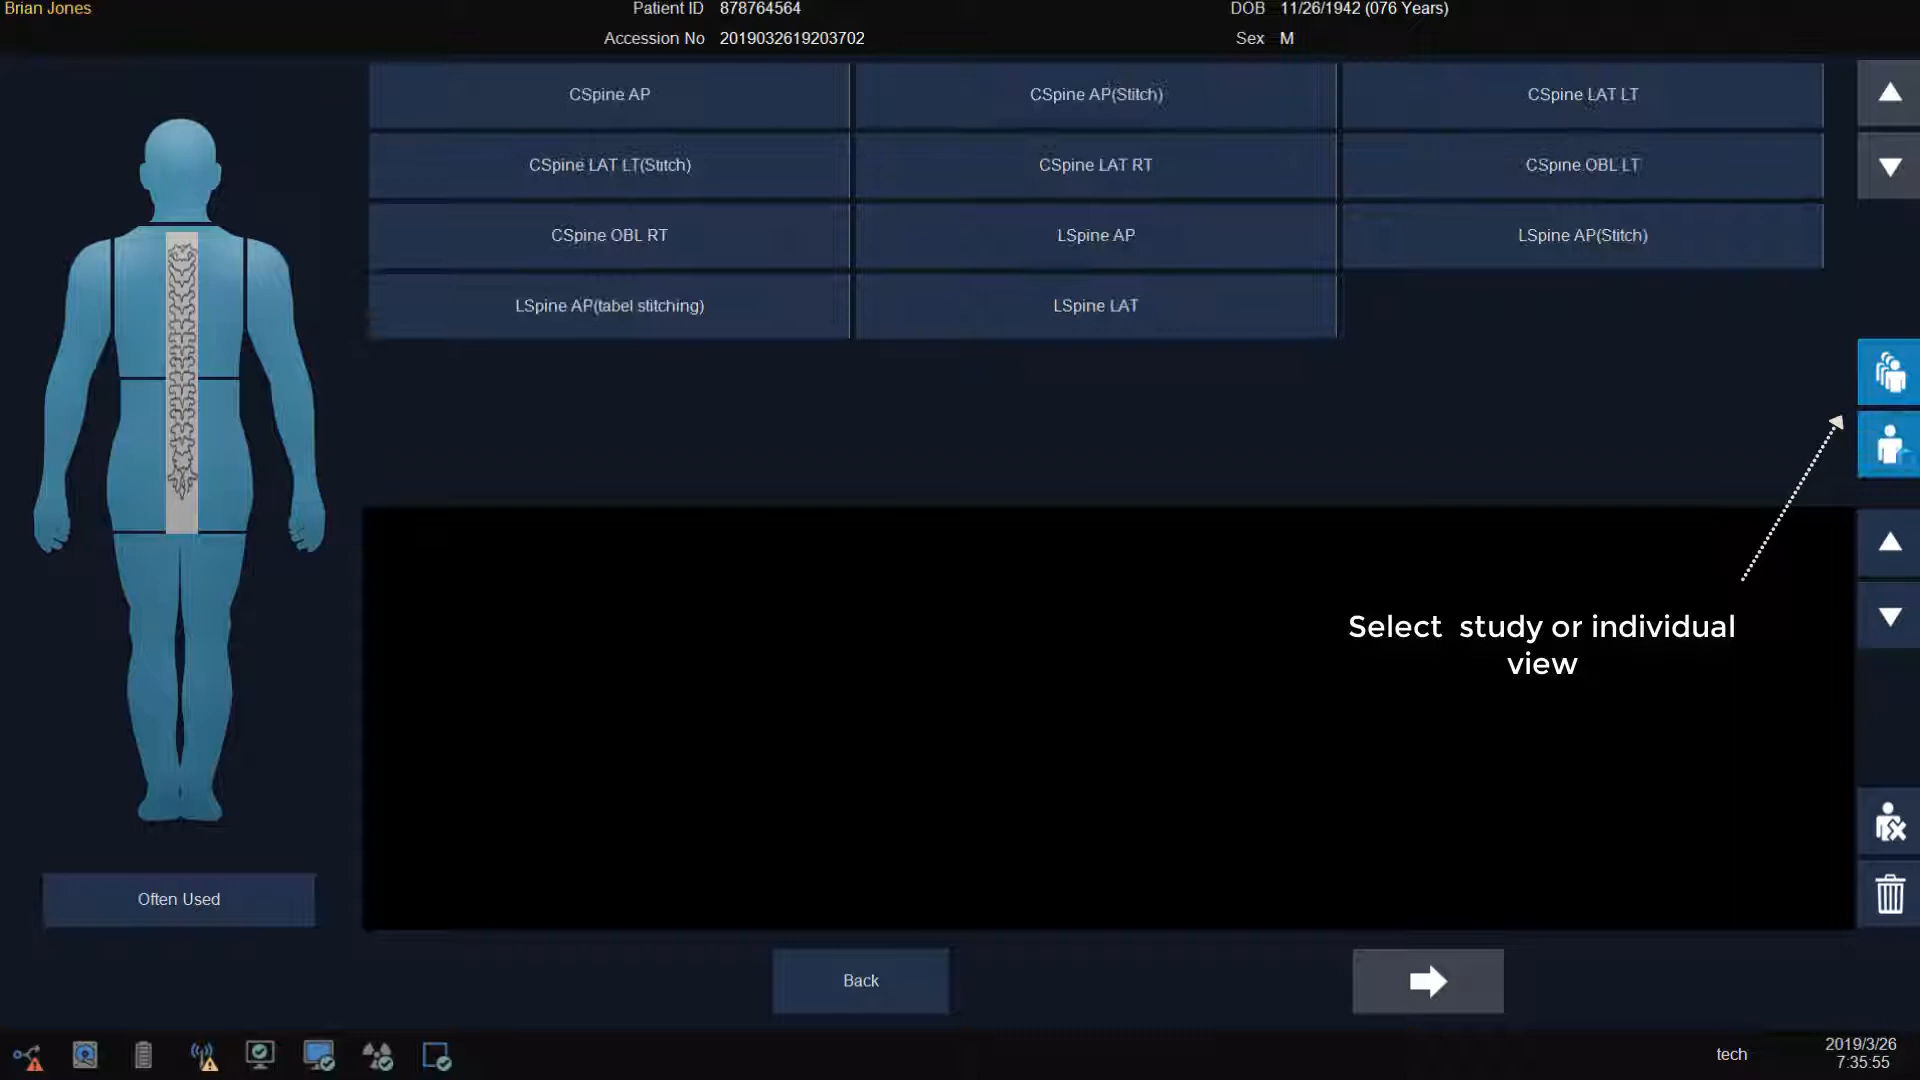 Brian Jones
Patient ID 878764564
DOB 11/26/1942 (076 Years)
Accession No 2019032619203702
Sex M
CSpine AP
CSpine AP(Stitch)
CSpine LAT LT
CSpine LAT LT(Stitch)
CSpine LAT RT
CSpine OBL LT
CSpine OBL RT
LSpine AP
LSpine AP(Stitch)
LSpine AP(tabel stitching)
LSpine LAT
Select study or individual
view
Often Used
Back
tech
2019/3/26
7:35:55